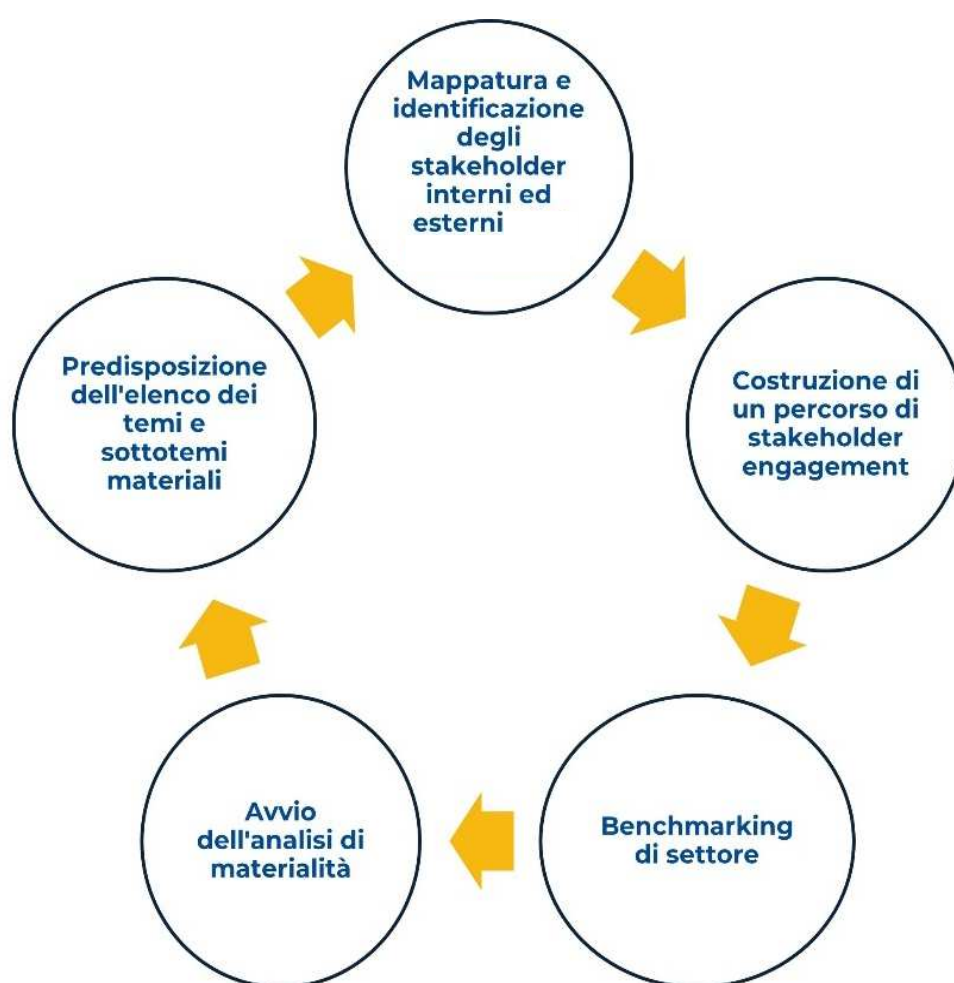 Mappatura e
identificazione
degli
stakeholder
interni ed
esterni
Costruzione di
un percorso di
stakeholder
engagement
Benchmarking
di settore
Avvio
dell'analisi di
materialità
Predisposizione
dell'elenco dei
temi e
sottotemi
materiali